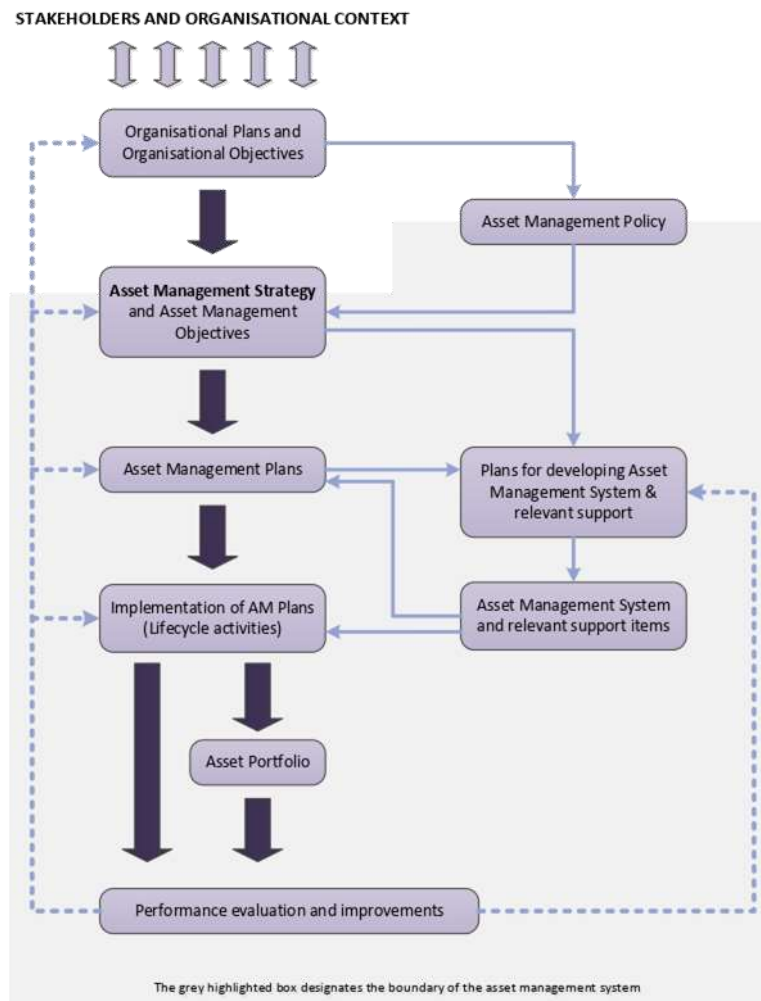 STAKEHOLDERS AND ORGANISATIONAL CONTEXT
Organisational Plans and
Organisational Objectives
Asset Management Policy
Asset Management Strategy
and Asset Management
Objectives
Asset Management Plans
Plans for developing Asset
Management System &
relevant support
Implementation of AM Plans
(Lifecycle activities)
Asset Management System
and relevant support items
Asset Portfolio
Performance evaluation and improvements
The grey highlighted box designates the boundary of the asset management system